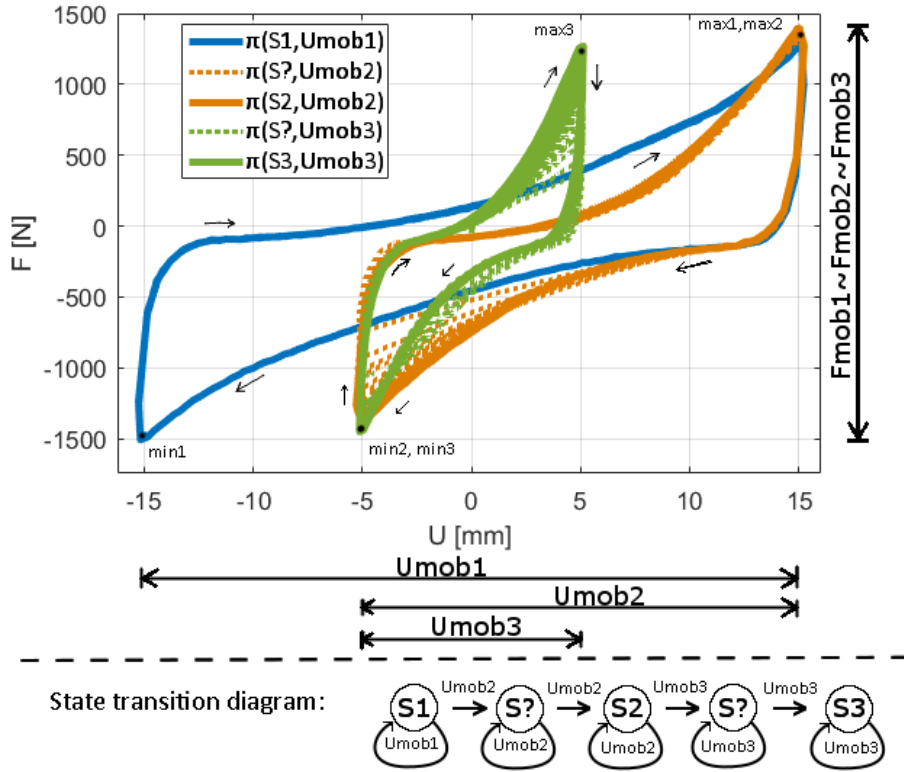 max3
max1,max2
1500
1000
500
0
-500
-1000
-1500
F [N]
π(S1,Umob1)
π(S?,Umob2)
π(S2,Umob2)
π(S?,Umob3)
π(S3,Umob3)
min1
min2, min3
Fmob1~Fmob2~Fmob3
-15 -10 -5 0 5 10 15
U [mm]
Umob1
Umob2
Umob3
State transition diagram:
Umob2 Umob2 Umob3 Umob3
S1 S? S2 S? S3
Umob1 Umob2 Umob2 Umob3 Umob3